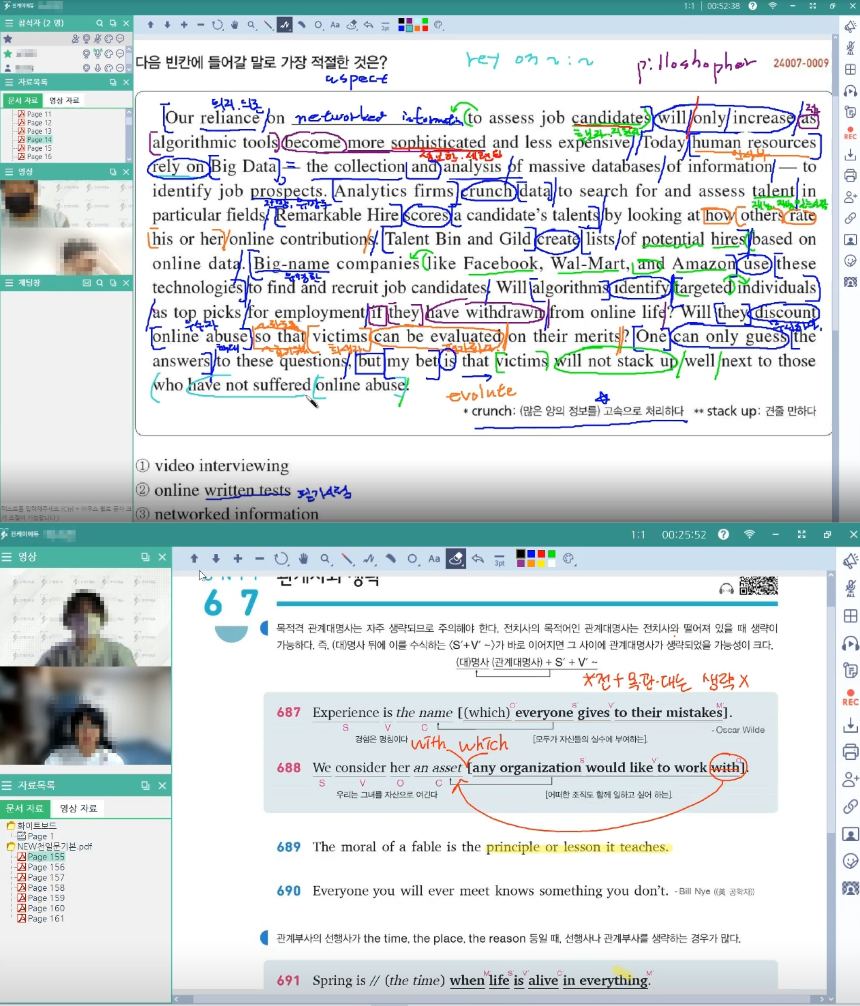 온케이에듀
1:1 00:52:38
참석자 (2 명)
자료목록
문서 자료 영상 자료
Page 11
Page 12
Page 13
Page 14
Page 15
Page 16
영상
채팅창
Aa
3pt
REC
다음 빈칸에 들어갈 말로 가장 적절한 것은?
aspect
rey on ~ : ~
philoshopher
24007-0009
의지, 의존
Our reliance on networked information to assess job candidates will only increase as
algorithmic tools become more sophisticated and less expensive. Today, human resources
rely on Big Data = the collection and analysis of massive databases of information — to
identify job prospects. Analytics firms crunch data to search for and assess talent in
particular fields. Remarkable Hire scores a candidate's talents by looking at how others rate
his or her online contributions. Talent Bin and Gild create lists of potential hires based on
online data. Big-name companies like Facebook, Wal-Mart, and Amazon use these
technologies to find and recruit job candidates. Will algorithms identify targeted individuals
as top picks for employment if they have withdrawn from online life? Will they discount
online abuse so that victims can be evaluated on their merits? One can only guess the
answers to these questions, but my bet is that victims will not stack up well next to those
who have not suffered online abuse.
evolute
* crunch: (많은 양의 정보를) 고속으로 처리하다 ** stack up: 견줄 만하다
① video interviewing
② online written tests 필기시험
③ networked information
온케이에듀
1:1 00:25:52
영상
자료목록
문서 자료 영상 자료
화이트보드
Page 1
NEW천일문기본.pdf
Page 155
Page 156
Page 157
Page 158
Page 159
Page 160
Page 161
Aa
3pt
REC
67
목적격 관계대명사는 자주 생략되므로 주의해야 한다. 전치사의 목적어인 관계대명사는 전치사와 떨어져 있을 때 생략이
가능하다. 즉, (대)명사 뒤에 이를 수식하는 〈S´+V´ ~〉가 바로 이어지면 그 사이에 관계대명사가 생략되었을 가능성이 크다.
(대)명사 (관계대명사) + S´ + V´ ~
*전+목관·대는 생략 X
687 Experience is the name [(which) everyone gives to their mistakes].
S V C
- Oscar Wilde
경험은 명칭이다 [모두가 자신들의 실수에 부여하는].
with which
688 We consider her an asset [any organization would like to work with].
S V O C
우리는 그녀를 자산으로 여긴다 [어떠한 조직도 함께 일하고 싶어 하는].
689 The moral of a fable is the principle or lesson it teaches.
690 Everyone you will ever meet knows something you don't. - Bill Nye ((美 공학자))
관계부사의 선행사가 the time, the place, the reason 등일 때, 선행사나 관계부사를 생략하는 경우가 많다.
691 Spring is // (the time) when life is alive in everything.